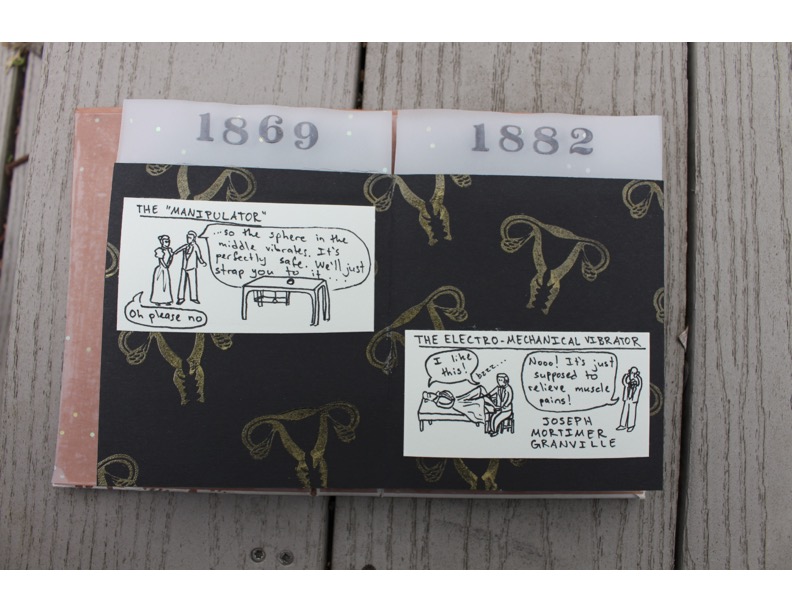 1869
THE "MANIPULATOR"
...so the sphere in the
middle vibrates. It's
perfectly safe. We'll just
strap you to it...
Oh please no
1882
THE ELECTRO-MECHANICAL VIBRATOR
I like
this!
bzzz...
Nooo! It's just
supposed to
relieve muscle
pains!
JOSEPH
MORTIMER
GRANVILLE